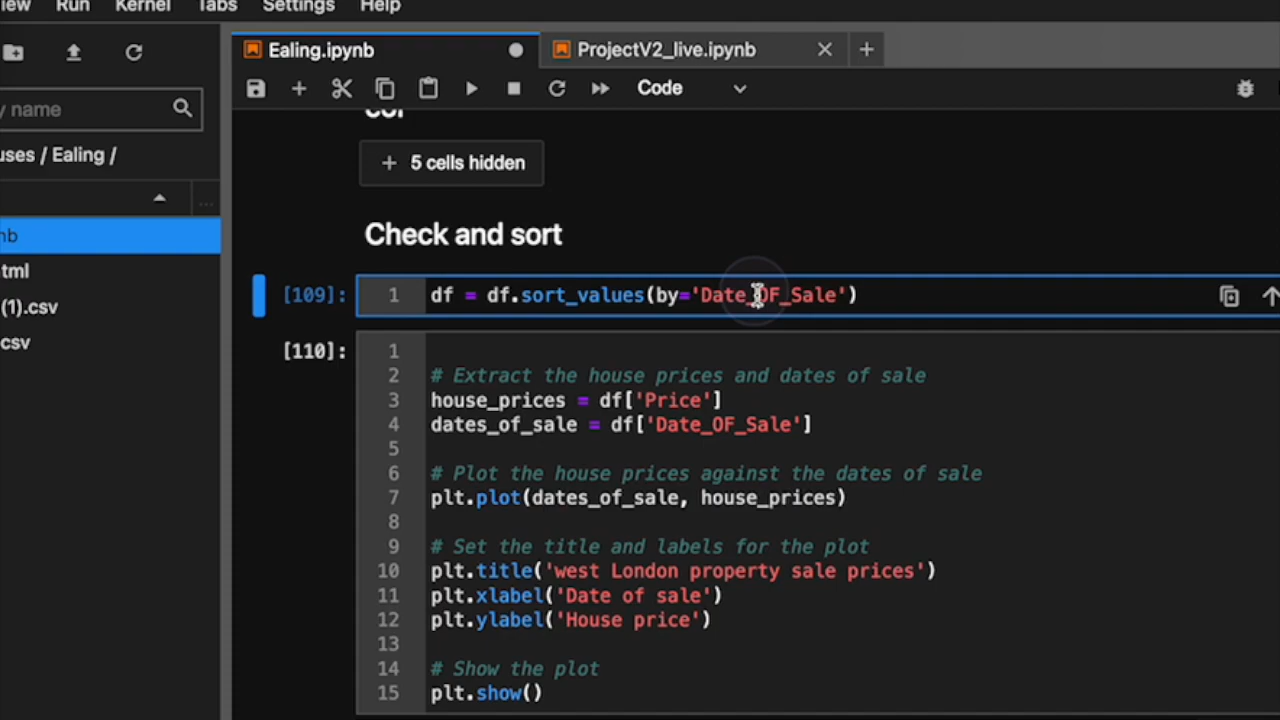 Run Kernel Tabs Settings Help
Ealing.ipynb ProjectV2_live.ipynb
Code
y name
uses / Ealing /
5 cells hidden
Check and sort
nb
tml
(1).csv
csv
[109]: 1 df = df.sort_values(by='Date_OF_Sale')
[110]: 1
2 # Extract the house prices and dates of sale
3 house_prices = df['Price']
4 dates_of_sale = df['Date_OF_Sale']
5
6 # Plot the house prices against the dates of sale
7 plt.plot(dates_of_sale, house_prices)
8
9 # Set the title and labels for the plot
10 plt.title('west London property sale prices')
11 plt.xlabel('Date of sale')
12 plt.ylabel('House price')
13
14 # Show the plot
15 plt.show()